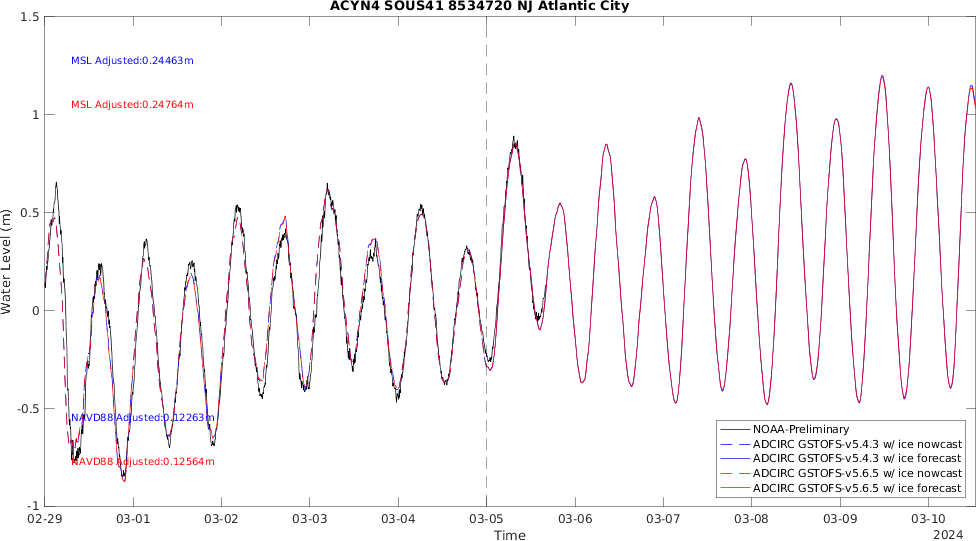 ACYN4 SOUS41 8534720 NJ Atlantic City
1.5
MSL Adjusted:0.24463m
MSL Adjusted:0.24764m
1
0.5
Water Level (m)
0
-0.5
NAVD88 Adjusted:0.12263m
NAVD88 Adjusted:0.12564m
-1
NOAA-Preliminary
ADCIRC GSTOFS-v5.4.3 w/ ice nowcast
ADCIRC GSTOFS-v5.4.3 w/ ice forecast
ADCIRC GSTOFS-v5.6.5 w/ ice nowcast
ADCIRC GSTOFS-v5.6.5 w/ ice forecast
02-29 03-01 03-02 03-03 03-04 03-05 03-06 03-07 03-08 03-09 03-10
Time
2024